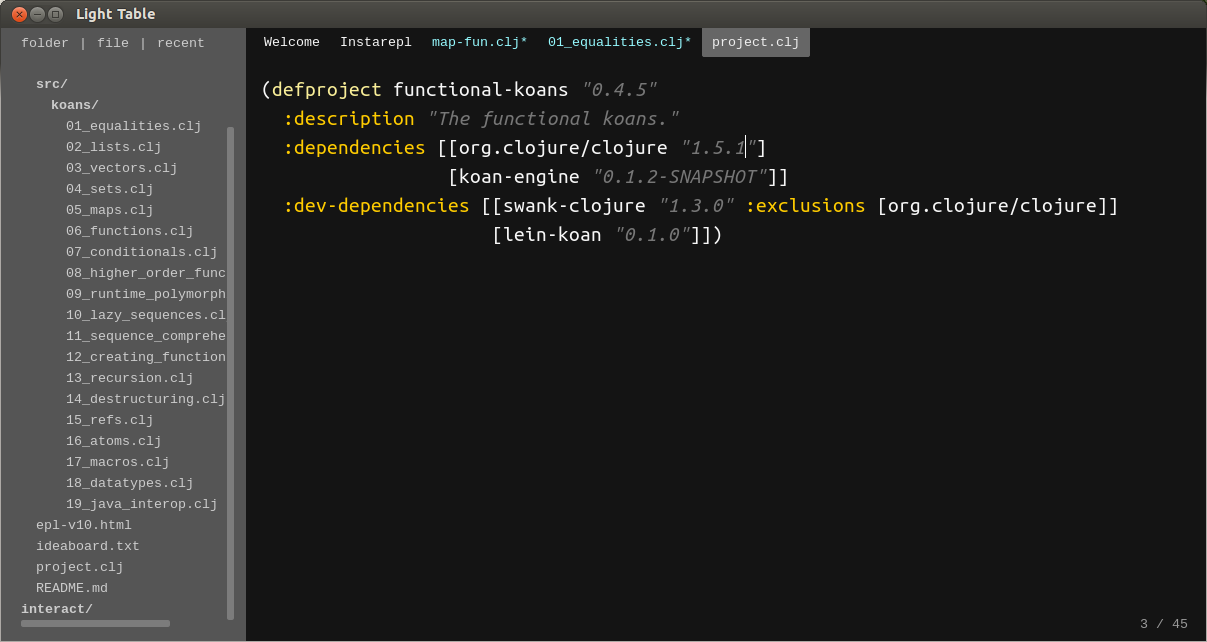 Light Table
folder | file | recent
src/
koans/
01_equalities.clj
02_lists.clj
03_vectors.clj
04_sets.clj
05_maps.clj
06_functions.clj
07_conditionals.clj
08_higher_order_func
09_runtime_polymorph
10_lazy_sequences.cl
11_sequence_comprehe
12_creating_function
13_recursion.clj
14_destructuring.clj
15_refs.clj
16_atoms.clj
17_macros.clj
18_datatypes.clj
19_java_interop.clj
epl-v10.html
ideaboard.txt
project.clj
README.md
interact/
Welcome Instarepl map-fun.clj* 01_equalities.clj* project.clj
(defproject functional-koans "0.4.5"
  :description "The functional koans."
  :dependencies [[org.clojure/clojure "1.5.1"]
                 [koan-engine "0.1.2-SNAPSHOT"]]
  :dev-dependencies [[swank-clojure "1.3.0" :exclusions [org.clojure/clojure]]
                     [lein-koan "0.1.0"]])
3 / 45